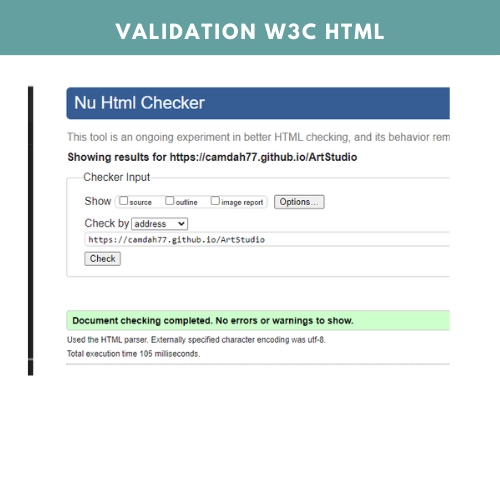 VALIDATION W3C HTML
Nu Html Checker
This tool is an ongoing experiment in better HTML checking, and its behavior rem
Showing results for https://camdah77.github.io/ArtStudio
Checker Input
Show source outline image report Options...
Check by address
https://camdah77.github.io/ArtStudio
Check
Document checking completed. No errors or warnings to show.
Used the HTML parser. Externally specified character encoding was utf-8.
Total execution time 105 milliseconds.